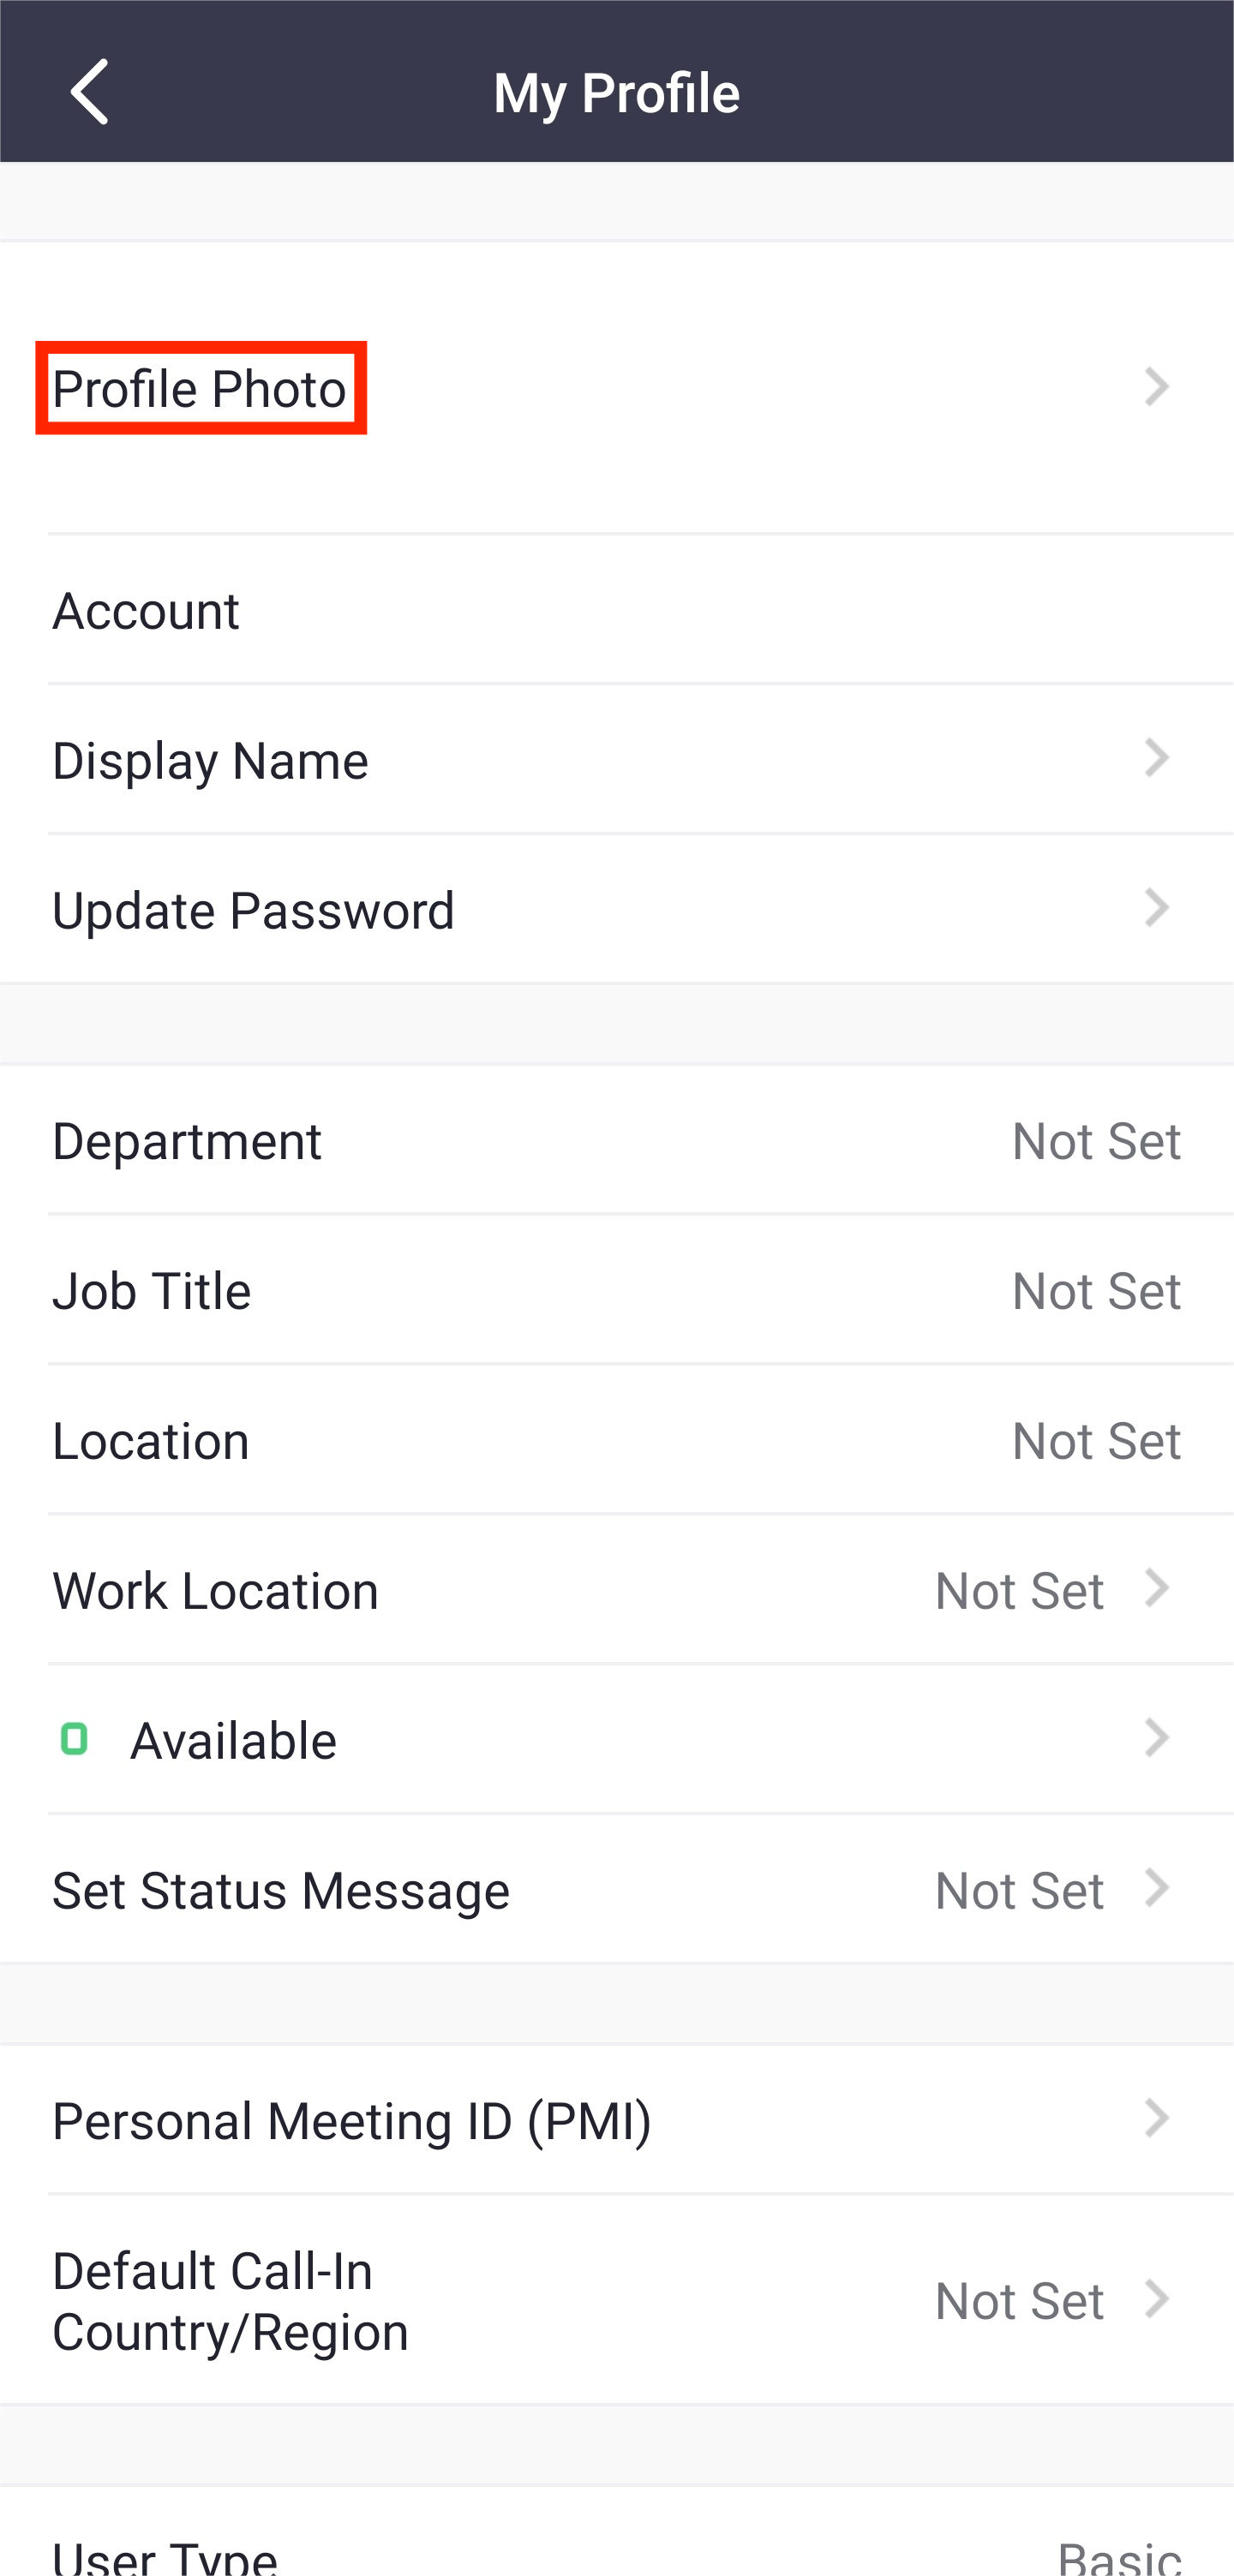 My Profile
Profile Photo
Account
Display Name
Update Password
Department Not Set
Job Title Not Set
Location Not Set
Work Location Not Set
Available
Set Status Message Not Set
Personal Meeting ID (PMI)
Default Call-In
Country/Region Not Set
User Type Basic